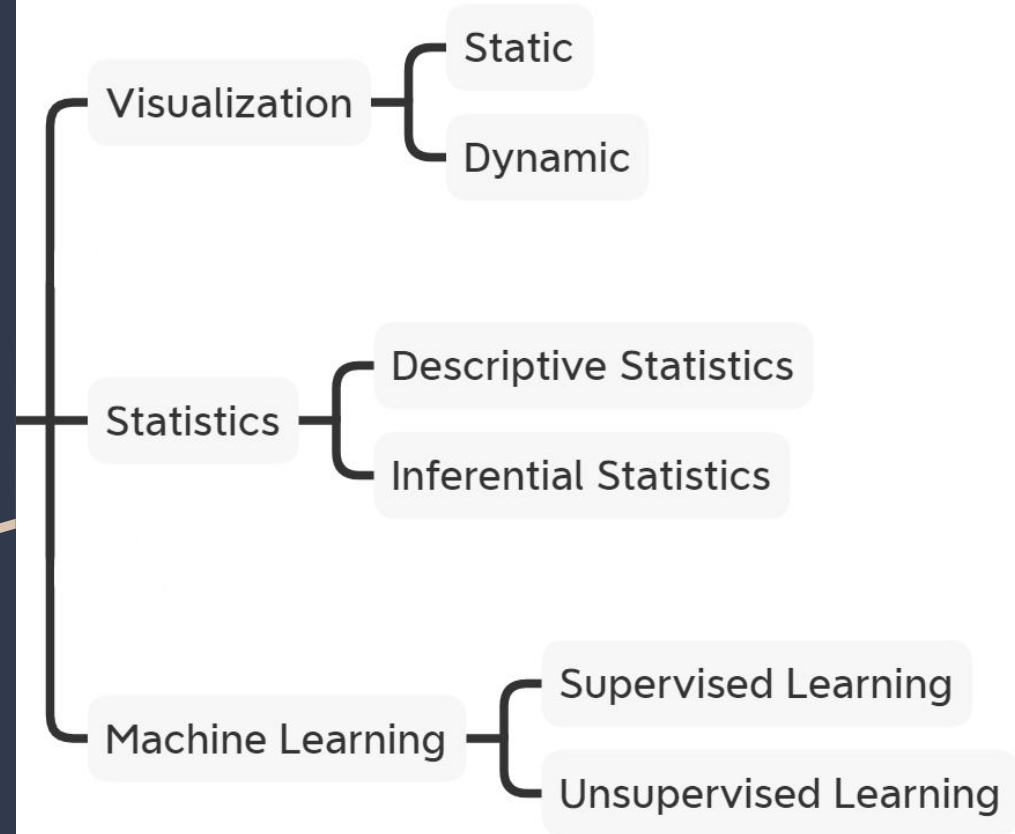 Visualization
Static
Dynamic
Statistics
Descriptive Statistics
Inferential Statistics
Machine Learning
Supervised Learning
Unsupervised Learning